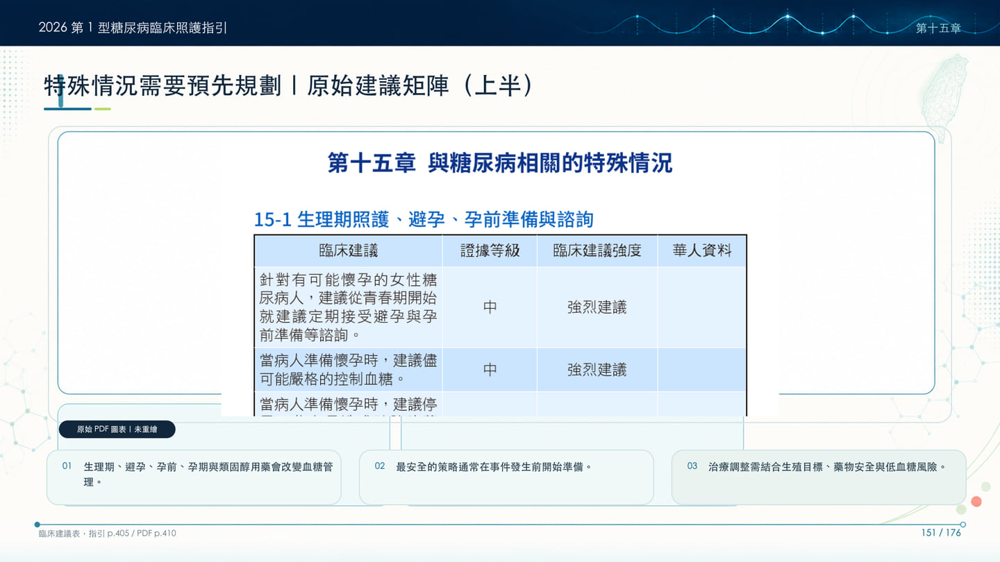 2026 第 1 型糖尿病臨床照護指引
第十五章
特殊情況需要預先規劃｜原始建議矩陣（上半）
第十五章 與糖尿病相關的特殊情況
15-1 生理期照護、避孕、孕前準備與諮詢
臨床建議 證據等級 臨床建議強度 華人資料
針對有可能懷孕的女性糖
尿病人，建議從青春期開始
就建議定期接受避孕與孕
前準備等諮詢。
中 強烈建議
當病人準備懷孕時，建議儘
可能嚴格的控制血糖。
中 強烈建議
當病人準備懷孕時，建議停
原始 PDF 圖表｜未重繪
01 生理期、避孕、孕前、孕期與類固醇用藥會改變血糖管
理。
02 最安全的策略通常在事件發生前開始準備。
03 治療調整需結合生殖目標、藥物安全與低血糖風險。
臨床建議表，指引 p.405 / PDF p.410
151 / 176